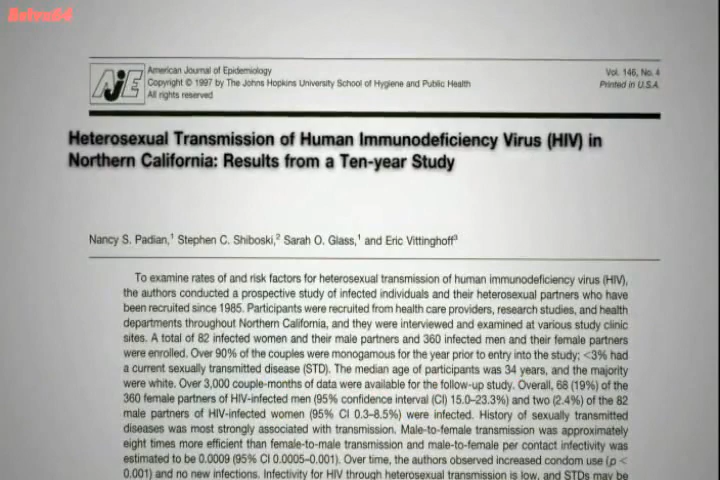 Zelva84
AJE
American Journal of Epidemiology
Copyright © 1997 by The Johns Hopkins University School of Hygiene and Public Health
All rights reserved
Vol. 146, No. 4
Printed in U.S.A.
Heterosexual Transmission of Human Immunodeficiency Virus (HIV) in
Northern California: Results from a Ten-year Study
Nancy S. Padian,¹ Stephen C. Shiboski,² Sarah O. Glass,¹ and Eric Vittinghoff³
To examine rates of and risk factors for heterosexual transmission of human immunodeficiency virus (HIV),
the authors conducted a prospective study of infected individuals and their heterosexual partners who have
been recruited since 1985. Participants were recruited from health care providers, research studies, and health
departments throughout Northern California, and they were interviewed and examined at various study clinic
sites. A total of 82 infected women and their male partners and 360 infected men and their female partners
were enrolled. Over 90% of the couples were monogamous for the year prior to entry into the study; <3% had
a current sexually transmitted disease (STD). The median age of participants was 34 years, and the majority
were white. Over 3,000 couple-months of data were available for the follow-up study. Overall, 68 (19%) of the
360 female partners of HIV-infected men (95% confidence interval (CI) 15.0–23.3%) and two (2.4%) of the 82
male partners of HIV-infected women (95% CI 0.3–8.5%) were infected. History of sexually transmitted
diseases was most strongly associated with transmission. Male-to-female transmission was approximately
eight times more efficient than female-to-male transmission and male-to-female per contact infectivity was
estimated to be 0.0009 (95% CI 0.0005–0.001). Over time, the authors observed increased condom use (p <
0.001) and no new infections. Infectivity for HIV through heterosexual transmission is low, and STDs may be